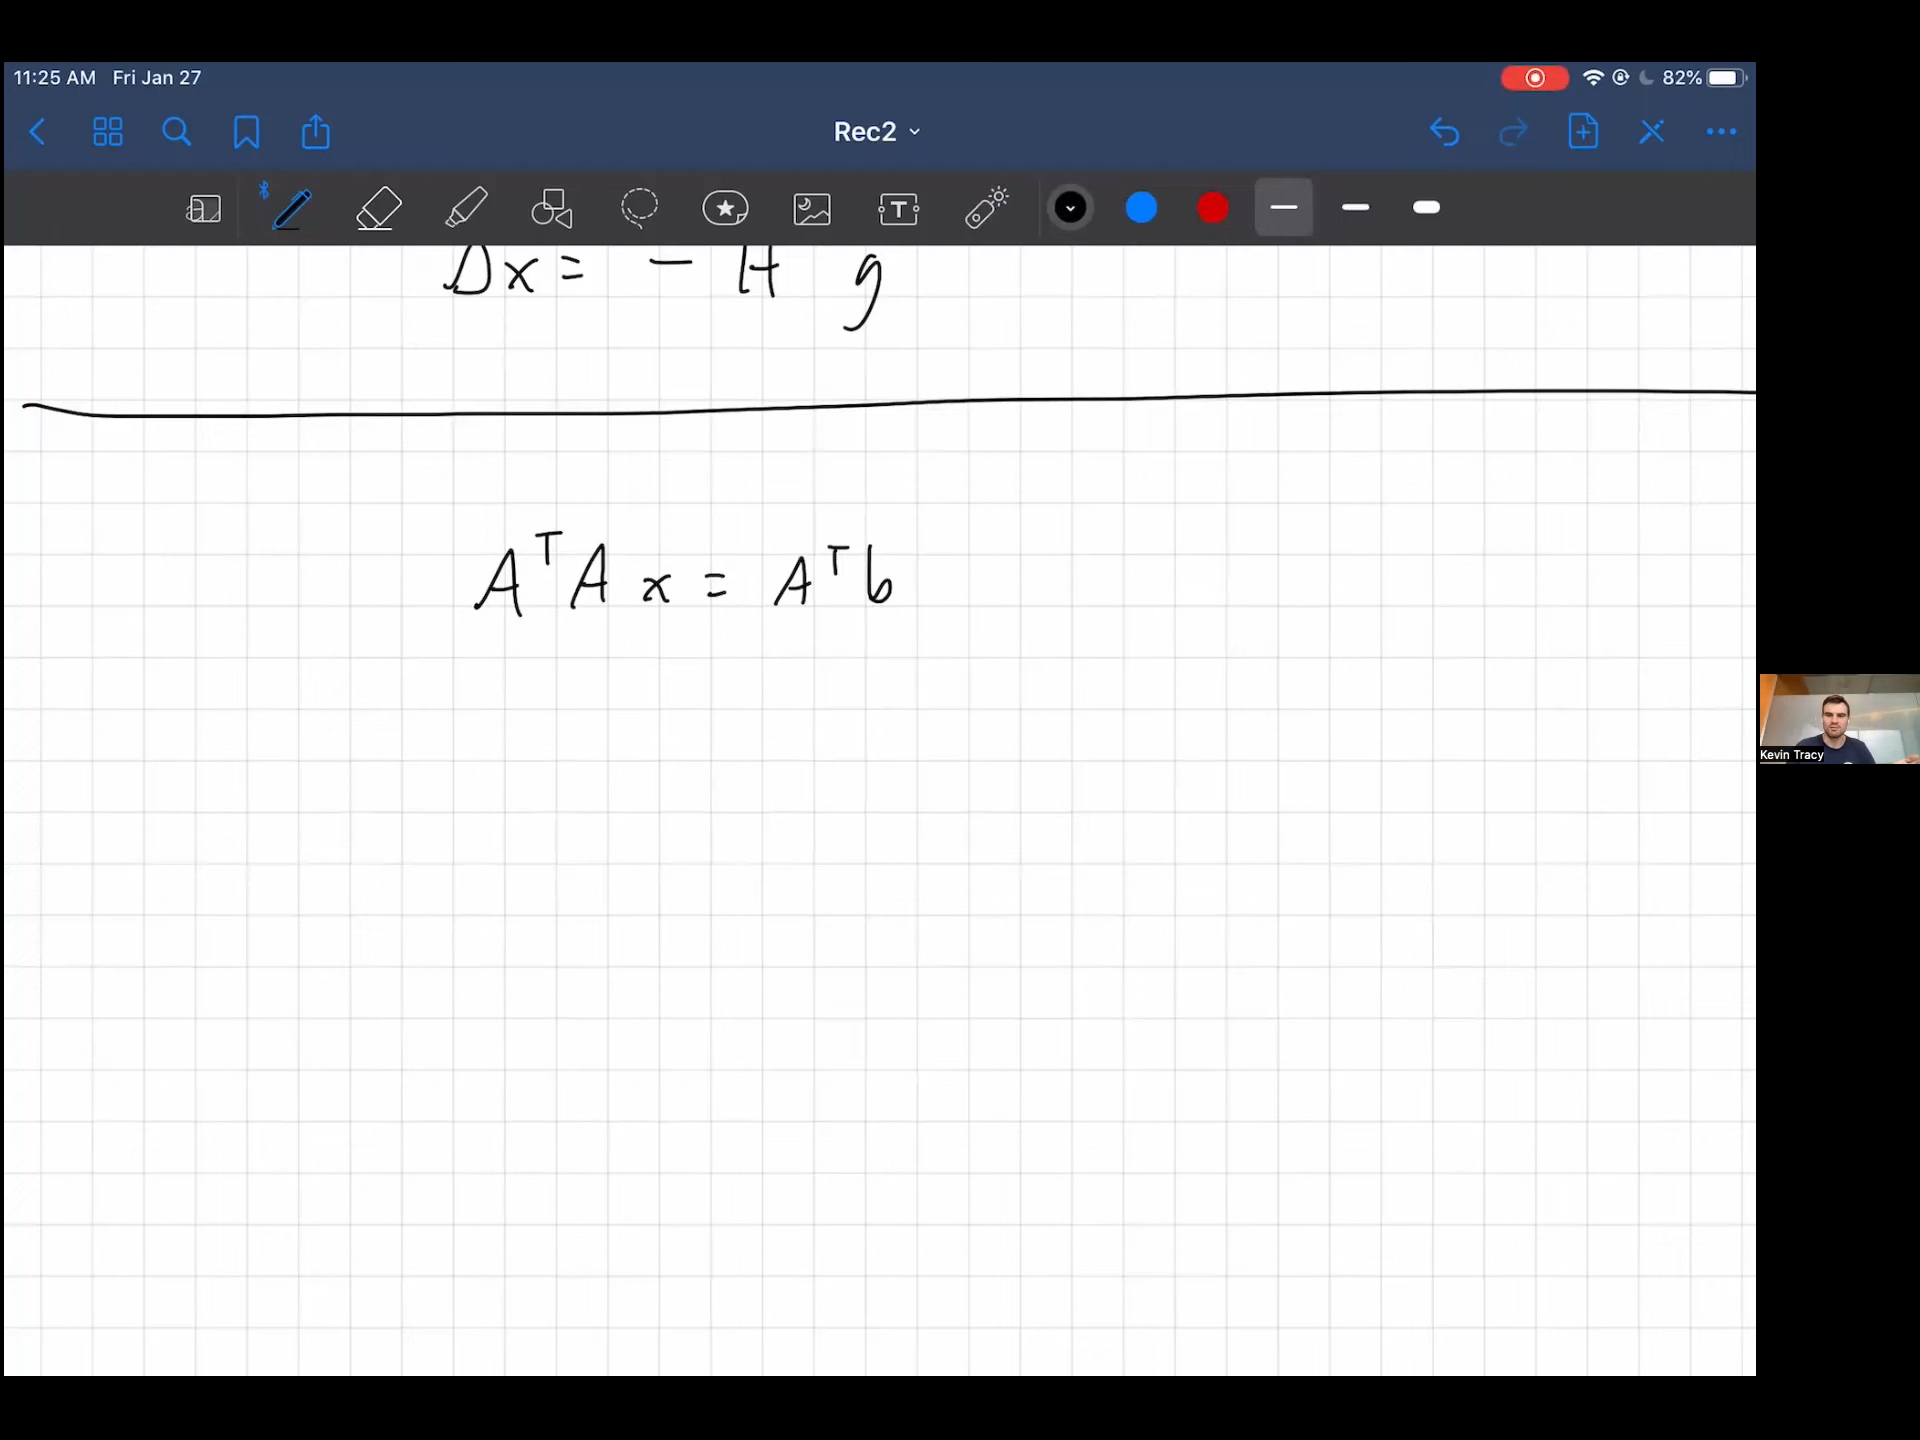 11:25 AM Fri Jan 27
82%
Rec2
T
Δx = - H g
AᵀA x = Aᵀb
Kevin Tracy